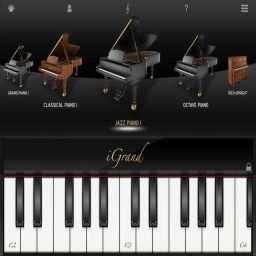 GRAND PIANO I
CLASSICAL PIANO I
JAZZ PIANO I
OCTAVE PIANO
RICH UPRIGHT
iGrand
C2
C3
C4